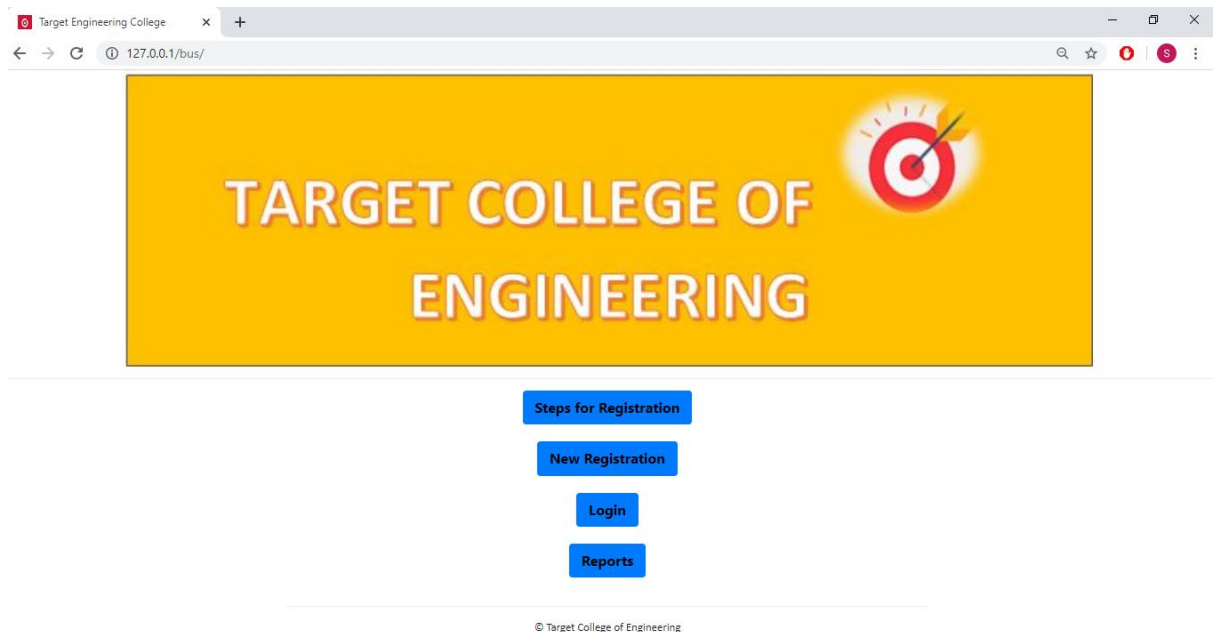 Target Engineering College
127.0.0.1/bus/
S
TARGET COLLEGE OF
ENGINEERING
Steps for Registration
New Registration
Login
Reports
© Target College of Engineering